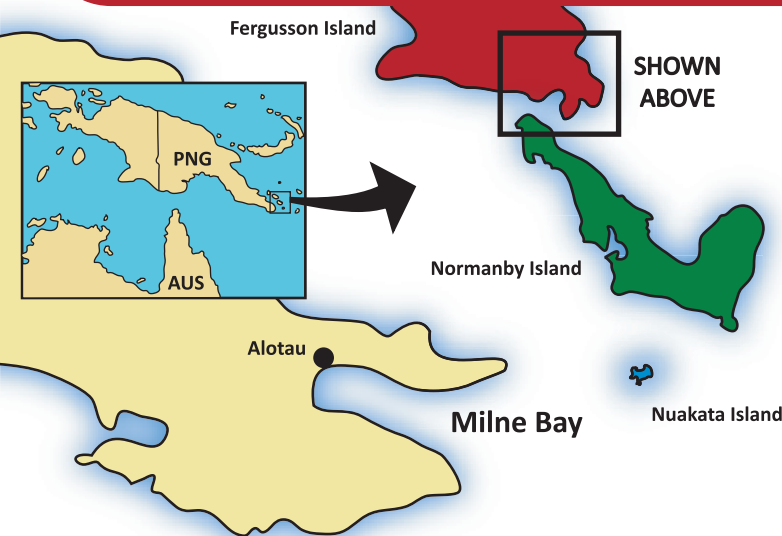 Fergusson Island
SHOWN
ABOVE
PNG
AUS
Normanby Island
Alotau
Milne Bay
Nuakata Island